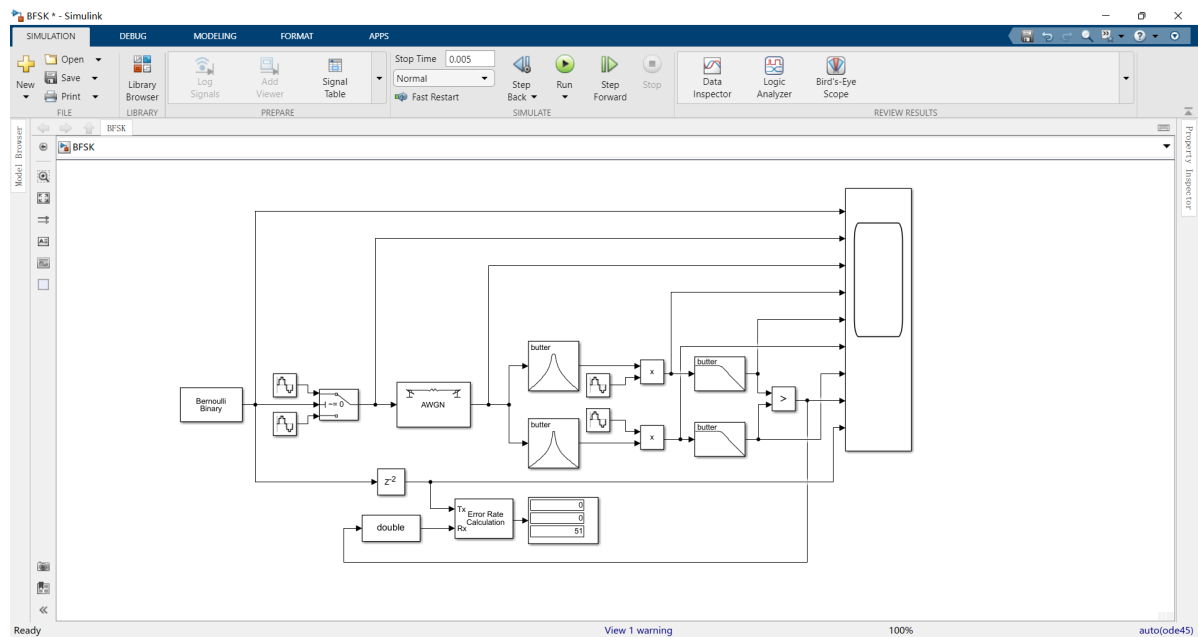 BFSK * - Simulink
SIMULATION DEBUG MODELING FORMAT APPS
New
Open
Save
Print
FILE
Library Browser
LIBRARY
Log Signals
Add Viewer
Signal Table
PREPARE
Stop Time 0.005
Normal
Fast Restart
Step Back
Run
Step Forward
Stop
SIMULATE
Data Inspector
Logic Analyzer
Bird's-Eye Scope
REVIEW RESULTS
Model Browser
BFSK
BFSK
Property Inspector
butter
butter
Bernoulli
Binary
~= 0
AWGN
x
butter
>
butter
x
butter
z-2
Tx
Rx
Error Rate
Calculation
0
0
51
double
Ready
View 1 warning
100%
auto(ode45)